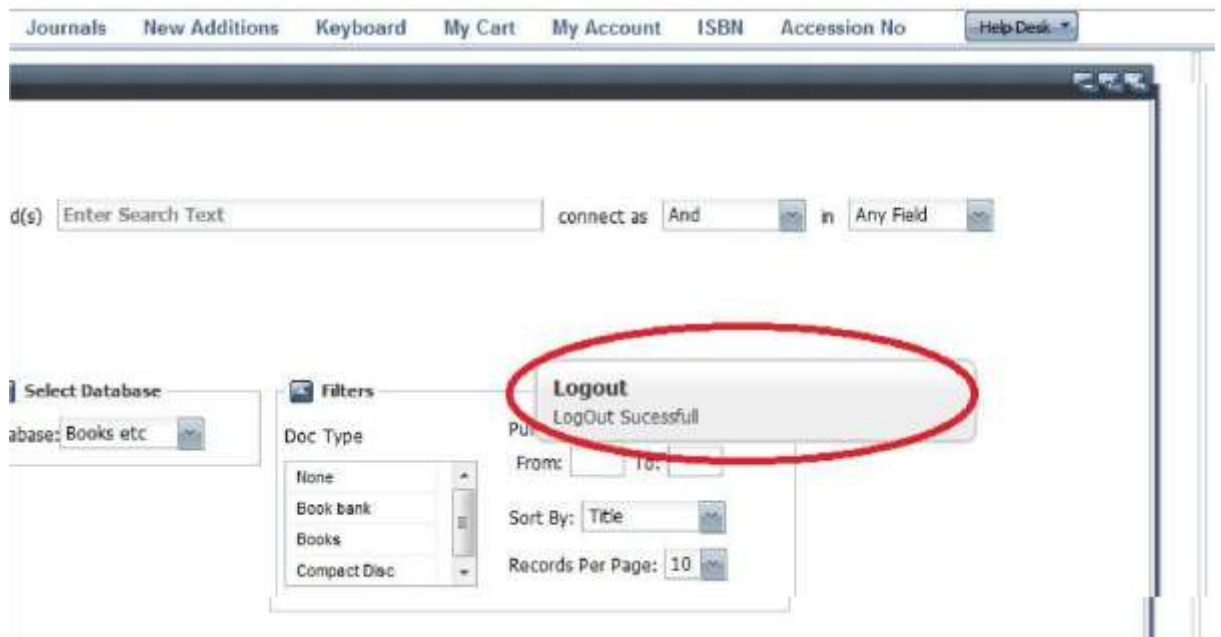 Journals New Additions Keyboard My Cart My Account ISBN Accession No Help Desk
d(s) Enter Search Text connect as And in Any Field
Select Database
abase: Books etc
Filters
Doc Type
None
Book bank
Books
Compact Disc
Logout
LogOut Sucessfull
From: To:
Sort By: Title
Records Per Page: 10